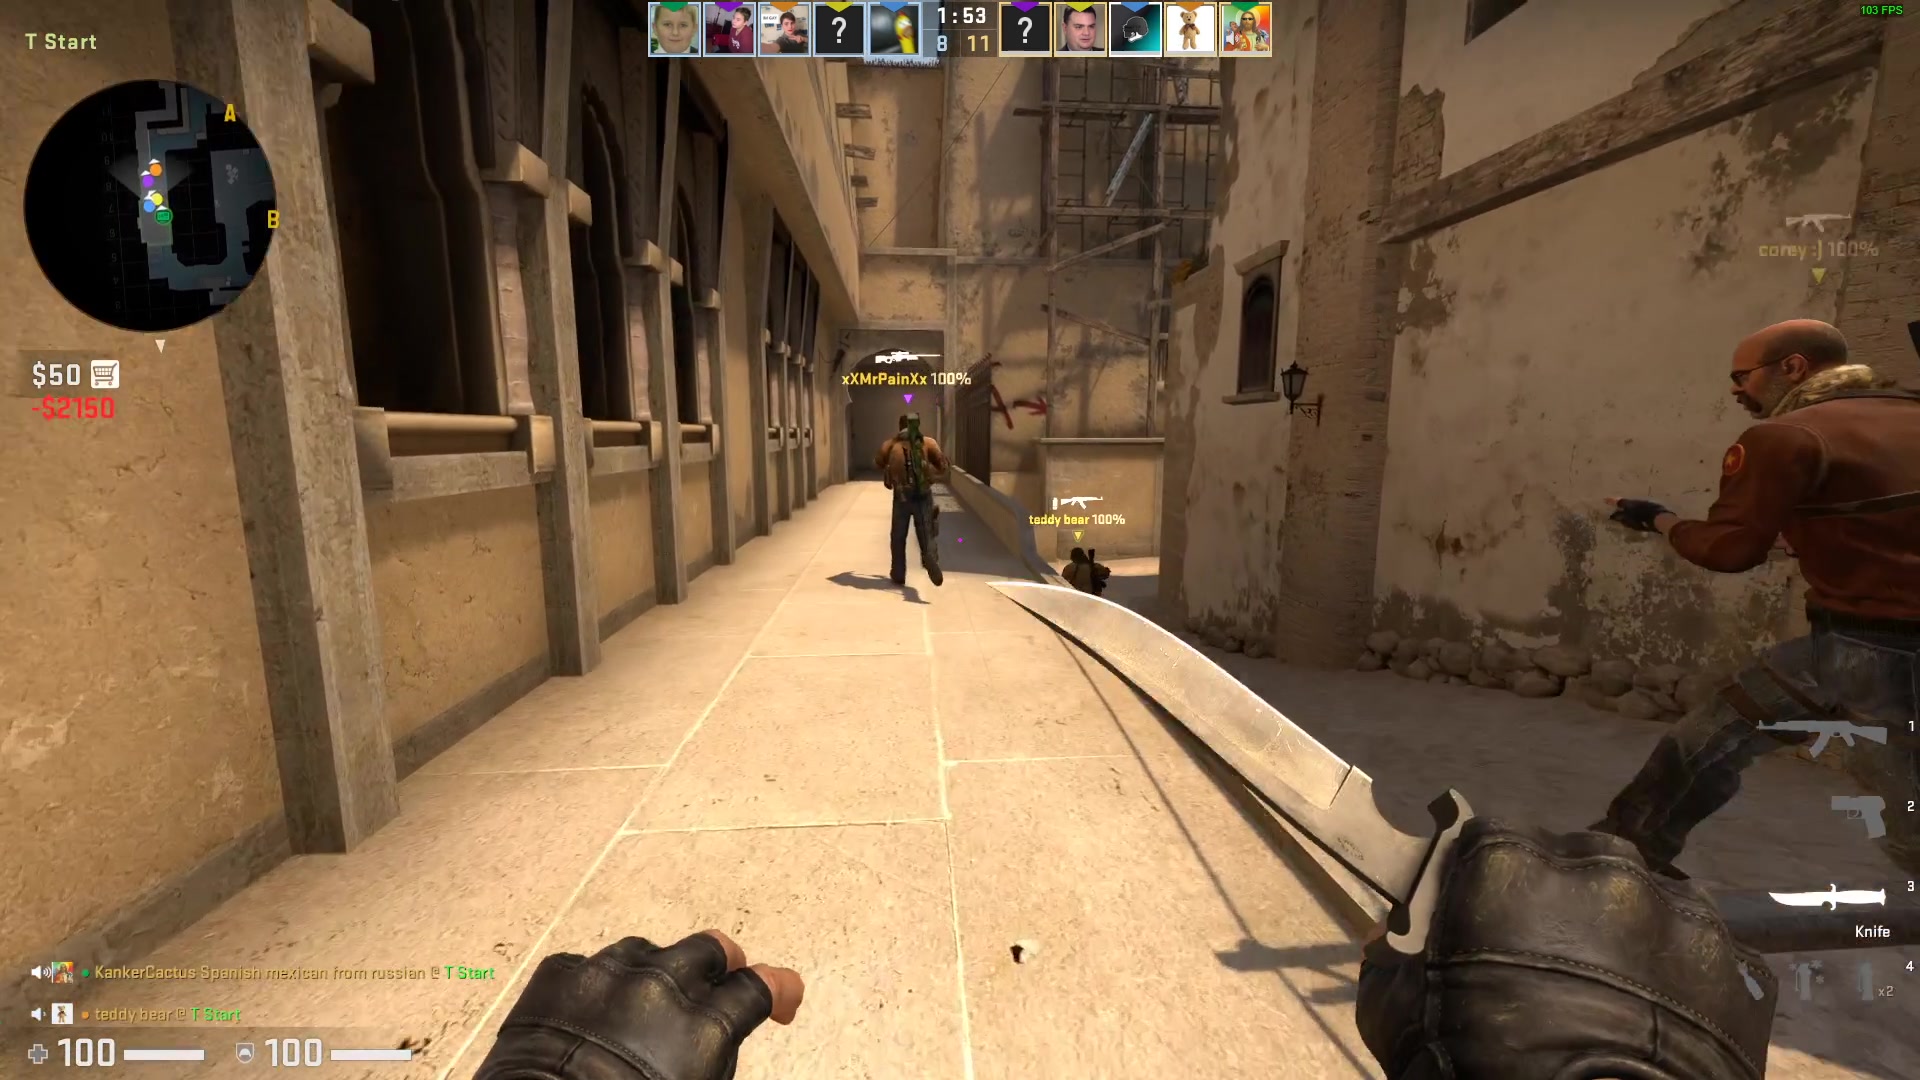 103 FPS
T Start
? 1:53 ?
8 11
A
B
corey :] 100%
$50
-$2150
xXMrPainXx 100%
teddy bear 100%
1
2
3
Knife
4
x2
KankerCactus Spanish mexican from russian @ T Start
teddy bear @ T Start
100 100